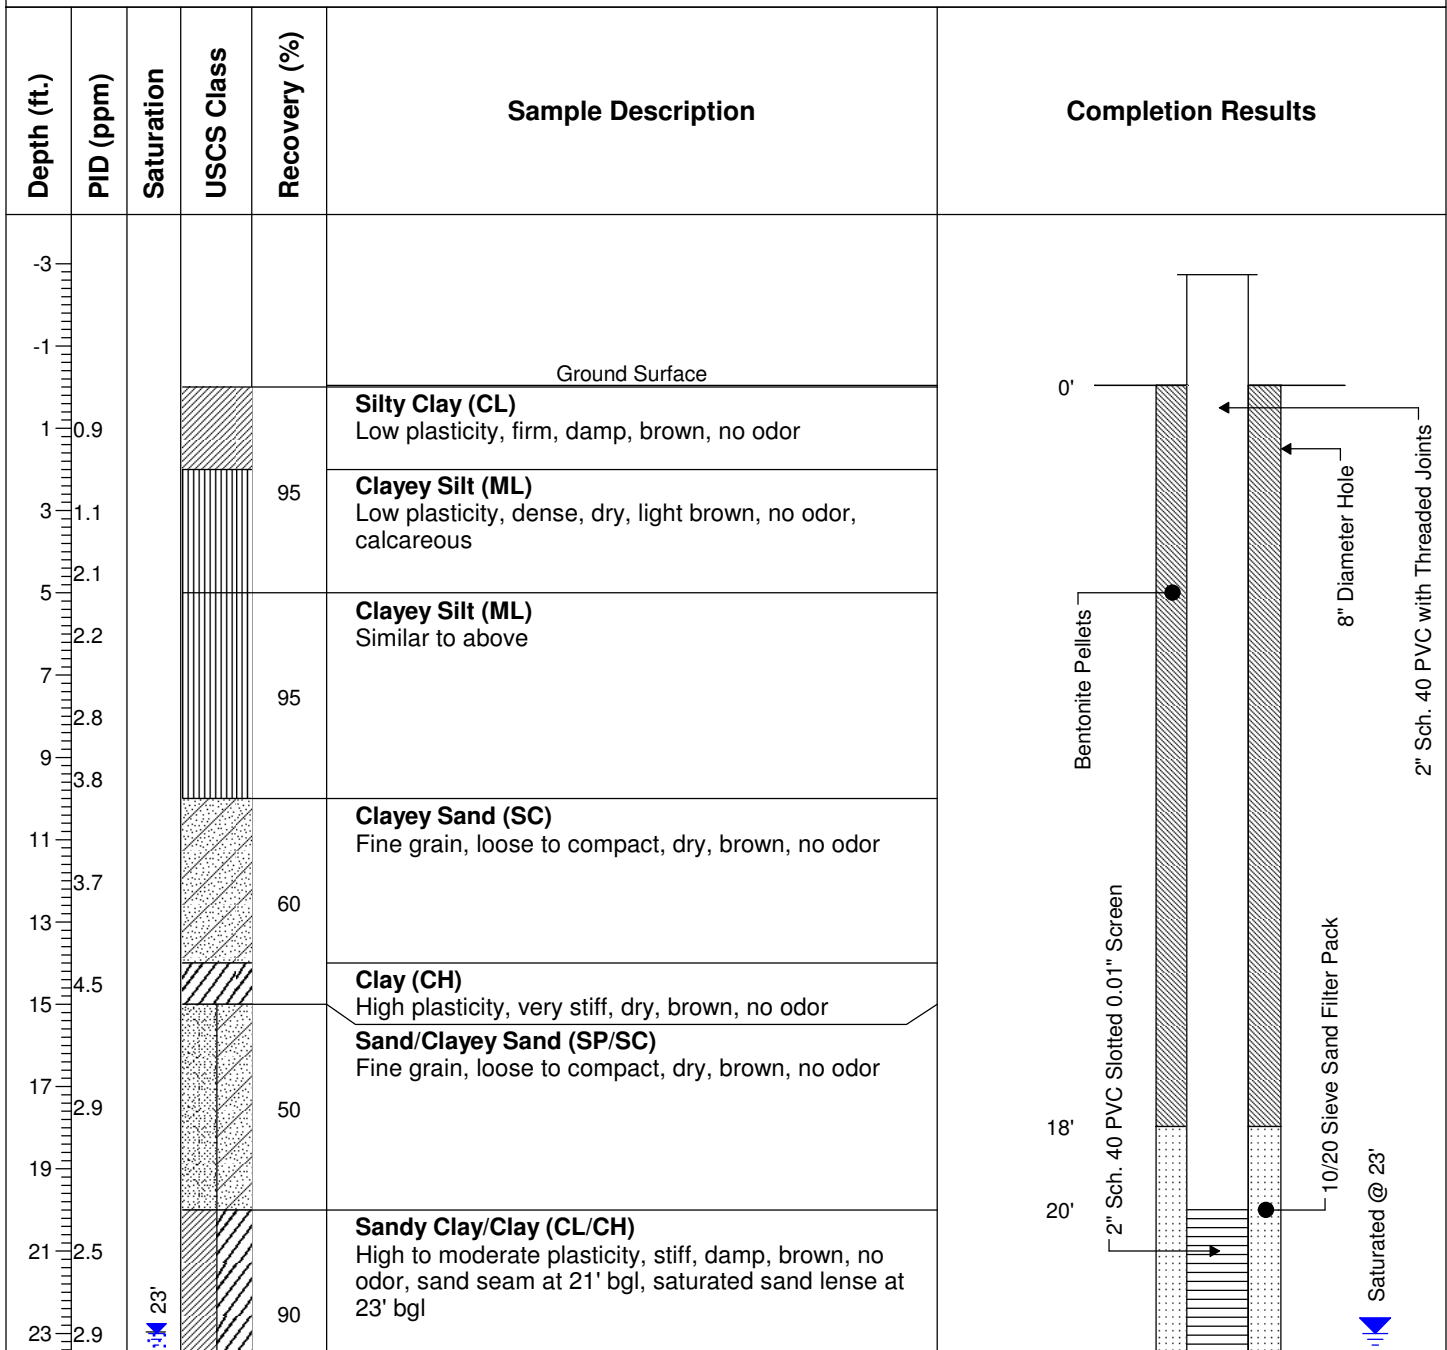 Depth (ft.)
PID (ppm)
Saturation
USCS Class
Recovery (%)
Sample Description
Completion Results
-3
-1
Ground Surface
0'
Silty Clay (CL)
1
0.9
Low plasticity, firm, damp, brown, no odor
2" Sch. 40 PVC with Threaded Joints
8" Diameter Hole
95
Clayey Silt (ML)
3
1.1
Low plasticity, dense, dry, light brown, no odor,
calcareous
2.1
5
Clayey Silt (ML)
2.2
Similar to above
Bentonite Pellets
7
95
2.8
9
3.8
Clayey Sand (SC)
11
Fine grain, loose to compact, dry, brown, no odor
3.7
60
13
2" Sch. 40 PVC Slotted 0.01" Screen
10/20 Sieve Sand Filter Pack
Clay (CH)
4.5
15
High plasticity, very stiff, dry, brown, no odor
Sand/Clayey Sand (SP/SC)
Fine grain, loose to compact, dry, brown, no odor
17
2.9
50
18'
19
Saturated @ 23'
20'
Sandy Clay/Clay (CL/CH)
21
2.5
High to moderate plasticity, stiff, damp, brown, no
odor, sand seam at 21' bgl, saturated sand lense at
23' bgl
23'
90
23
2.9